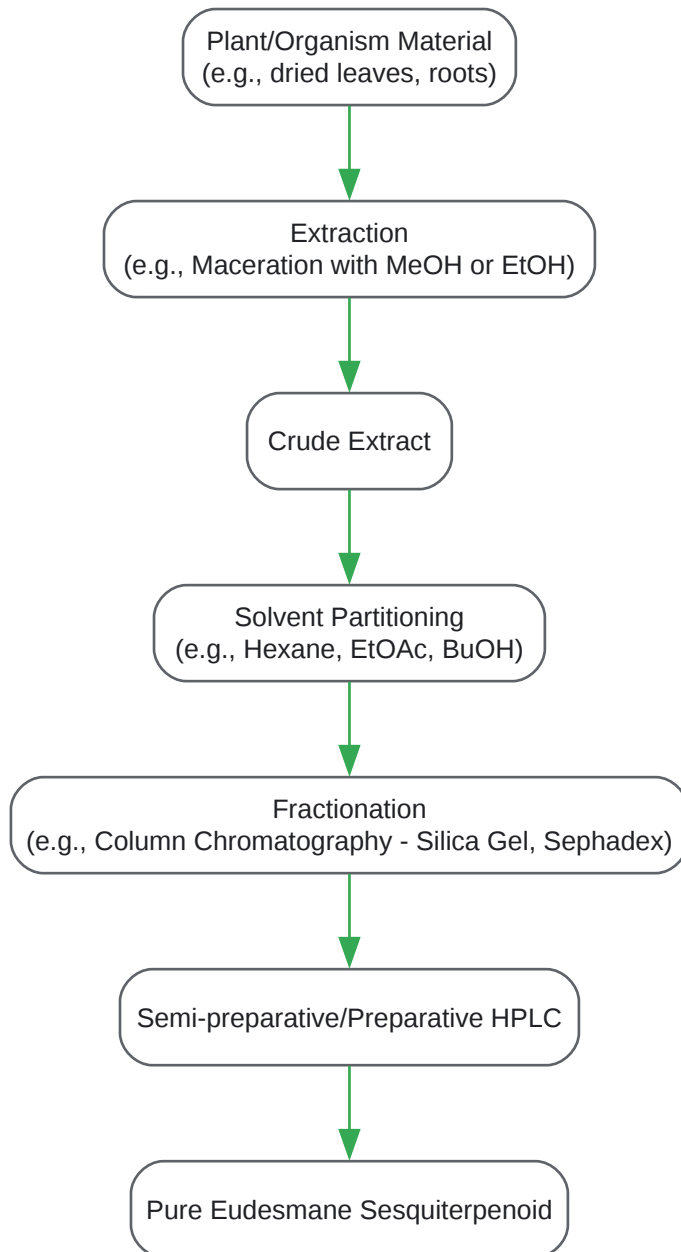 Plant/Organism Material
(e.g., dried leaves, roots)
Extraction
(e.g., Maceration with MeOH or EtOH)
Crude Extract
Solvent Partitioning
(e.g., Hexane, EtOAc, BuOH)
Fractionation
(e.g., Column Chromatography - Silica Gel, Sephadex)
Semi-preparative/Preparative HPLC
Pure Eudesmane Sesquiterpenoid